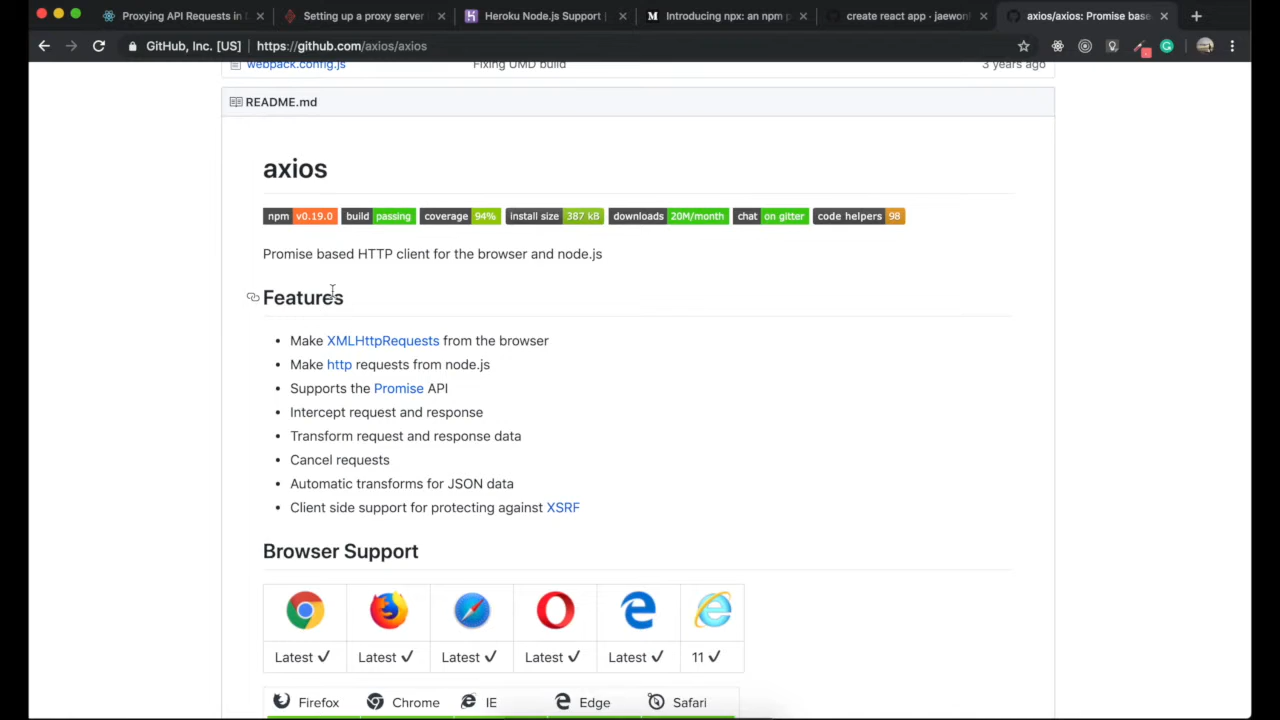 Proxying API Requests in
Setting up a proxy server
Heroku Node.js Support |
Introducing npx: an npm p
create react app - jaewon
axios/axios: Promise base
GitHub, Inc. [US] https://github.com/axios/axios
webpack.config.js Fixing UMD build 3 years ago
README.md
axios
npm v0.19.0 build passing coverage 94% install size 387 kB downloads 20M/month chat on gitter code helpers 98
Promise based HTTP client for the browser and node.js
Features
Make XMLHttpRequests from the browser
Make http requests from node.js
Supports the Promise API
Intercept request and response
Transform request and response data
Cancel requests
Automatic transforms for JSON data
Client side support for protecting against XSRF
Browser Support
Latest ✔ Latest ✔ Latest ✔ Latest ✔ Latest ✔ 11 ✔
Firefox Chrome IE Edge Safari